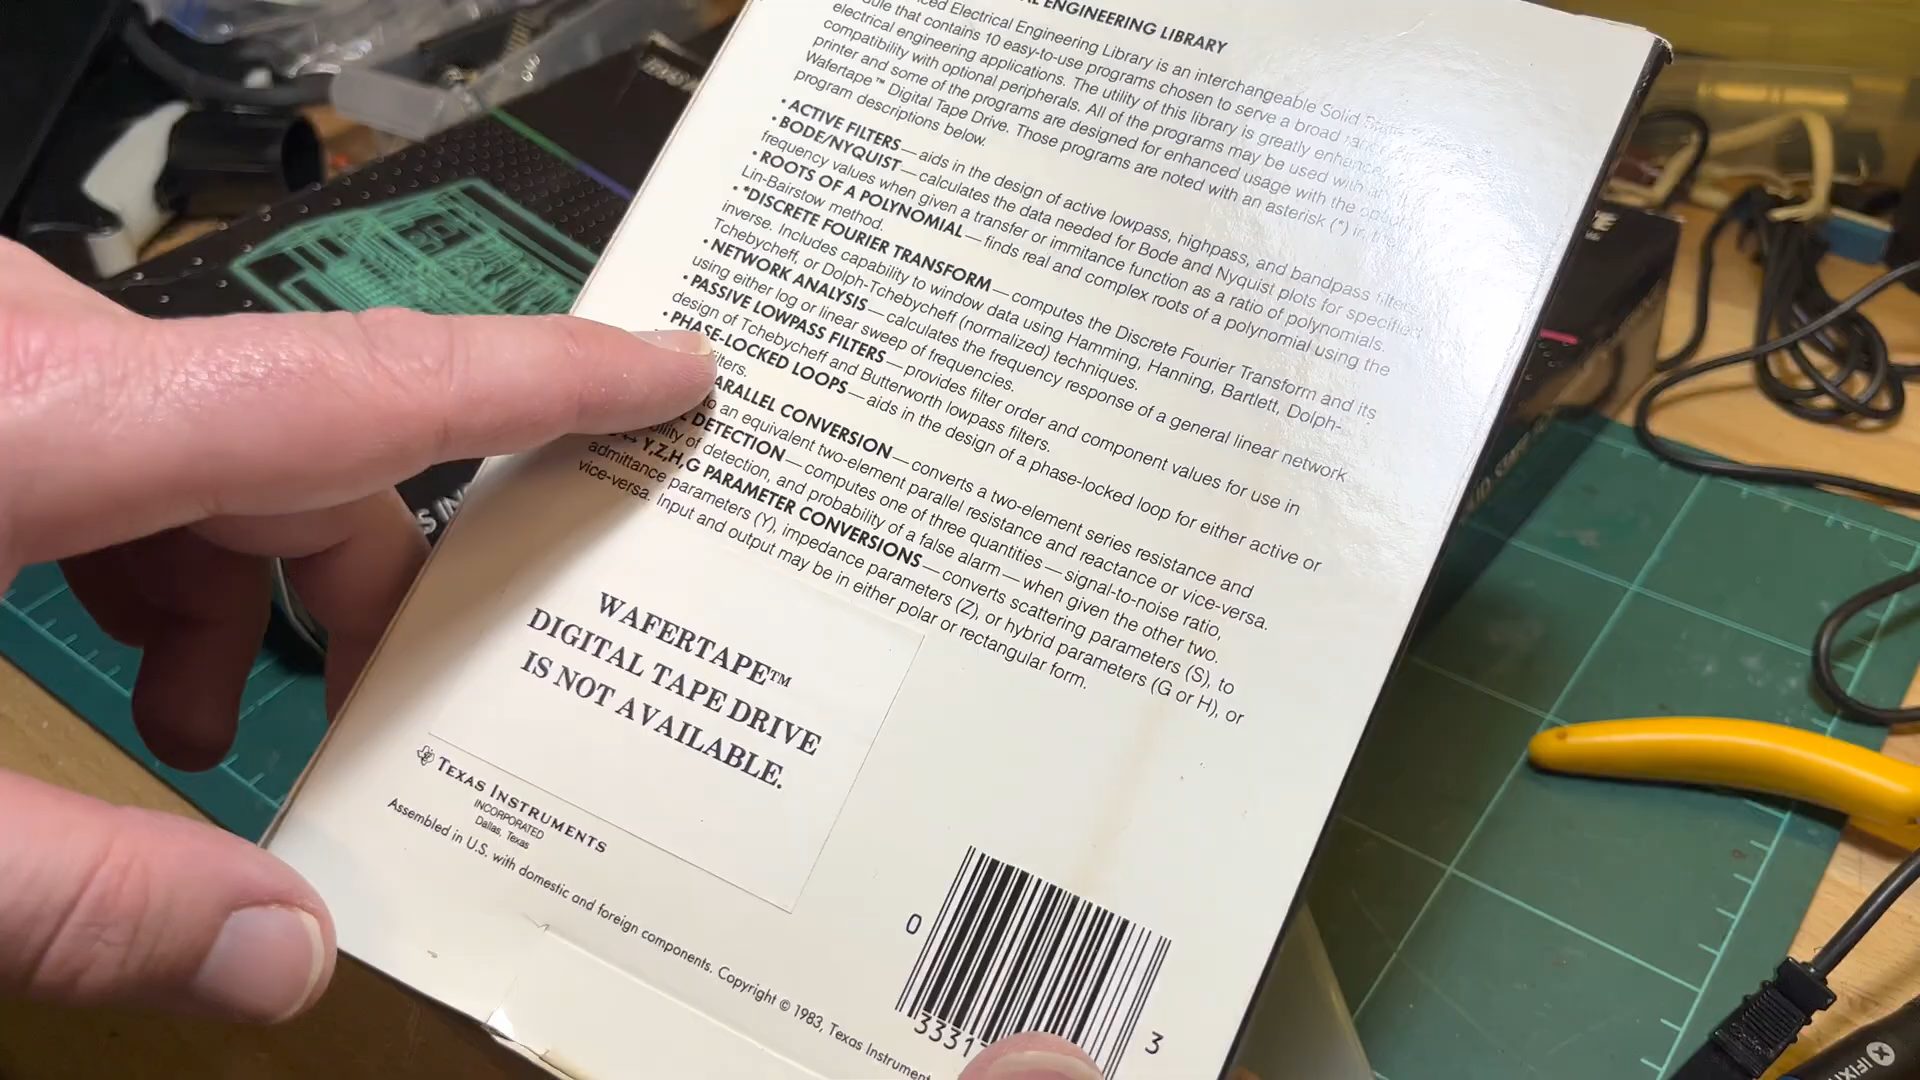 ENGINEERING LIBRARY
Electrical Engineering Library is an interchangeable Solid
that contains 10 easy-to-use programs chosen to serve a broad
electrical engineering applications. The utility of this library is greatly
compatibility with optional peripherals. All of the programs may be used with
printer and some of the programs are designed for enhanced usage with the
Wafertape™ Digital Tape Drive. Those programs are noted with an asterisk (*) in
program descriptions below.
• ACTIVE FILTERS—aids in the design of active lowpass, highpass, and bandpass filters.
• BODE/NYQUIST—calculates the data needed for Bode and Nyquist plots for specified
frequency values when given a transfer or immitance function as a ratio of polynomials.
• ROOTS OF A POLYNOMIAL—finds real and complex roots of a polynomial using the
Lin-Bairstow method.
• *DISCRETE FOURIER TRANSFORM—computes the Discrete Fourier Transform and its
inverse. Includes capability to window data using Hamming, Hanning, Bartlett, Dolph-
Tchebycheff, or Dolph-Tchebycheff (normalized) techniques.
• NETWORK ANALYSIS—calculates the frequency response of a general linear network
using either log or linear sweep of frequencies.
• PASSIVE LOWPASS FILTERS—provides filter order and component values for use in
design of Tchebycheff and Butterworth lowpass filters.
• PHASE-LOCKED LOOPS—aids in the design of a phase-locked loop for either active or
filters.
PARALLEL CONVERSION—converts a two-element series resistance and
to an equivalent two-element parallel resistance and reactance or vice-versa.
DETECTION—computes one of three quantities—signal-to-noise ratio,
of detection, and probability of a false alarm—when given the other two.
↔ Y,Z,H,G PARAMETER CONVERSIONS—converts scattering parameters (S), to
admittance parameters (Y), impedance parameters (Z), or hybrid parameters (G or H), or
vice-versa. Input and output may be in either polar or rectangular form.
WAFERTAPE™
DIGITAL TAPE DRIVE
IS NOT AVAILABLE.
TEXAS INSTRUMENTS
INCORPORATED
Dallas, Texas
Assembled in U.S. with domestic and foreign components. Copyright © 1983, Texas Instrument
0
3331
3